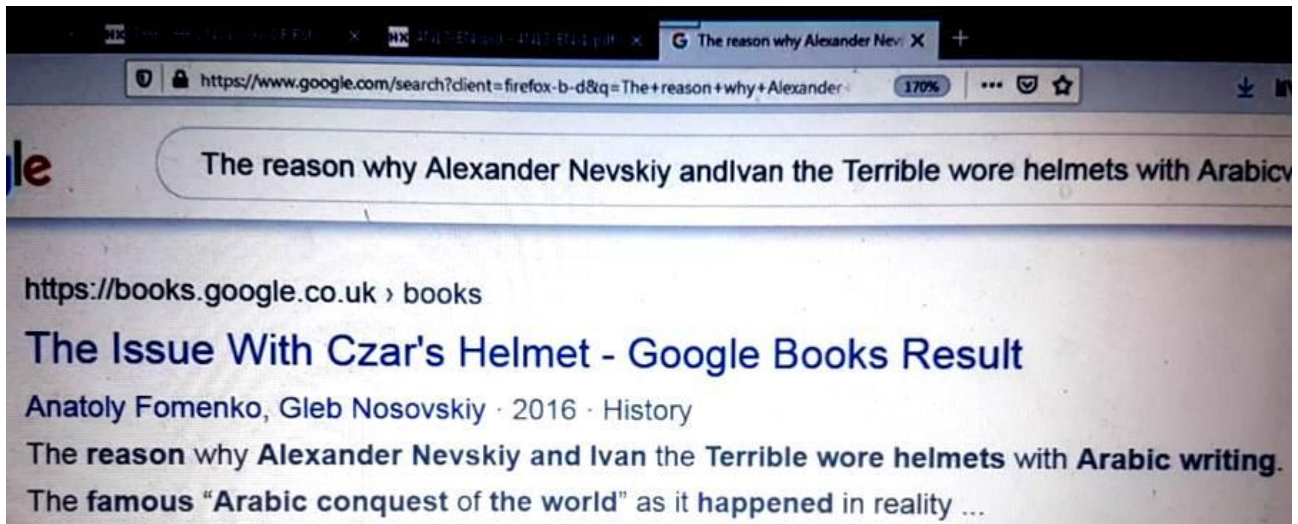 The reason why Alexander Nev
https://www.google.com/search?client=firefox-b-d&q=The+reason+why+Alexander
170%
le
The reason why Alexander Nevskiy andIvan the Terrible wore helmets with Arabicw
https://books.google.co.uk › books
The Issue With Czar's Helmet - Google Books Result
Anatoly Fomenko, Gleb Nosovskiy · 2016 · History
The reason why Alexander Nevskiy and Ivan the Terrible wore helmets with Arabic writing.
The famous “Arabic conquest of the world” as it happened in reality ...